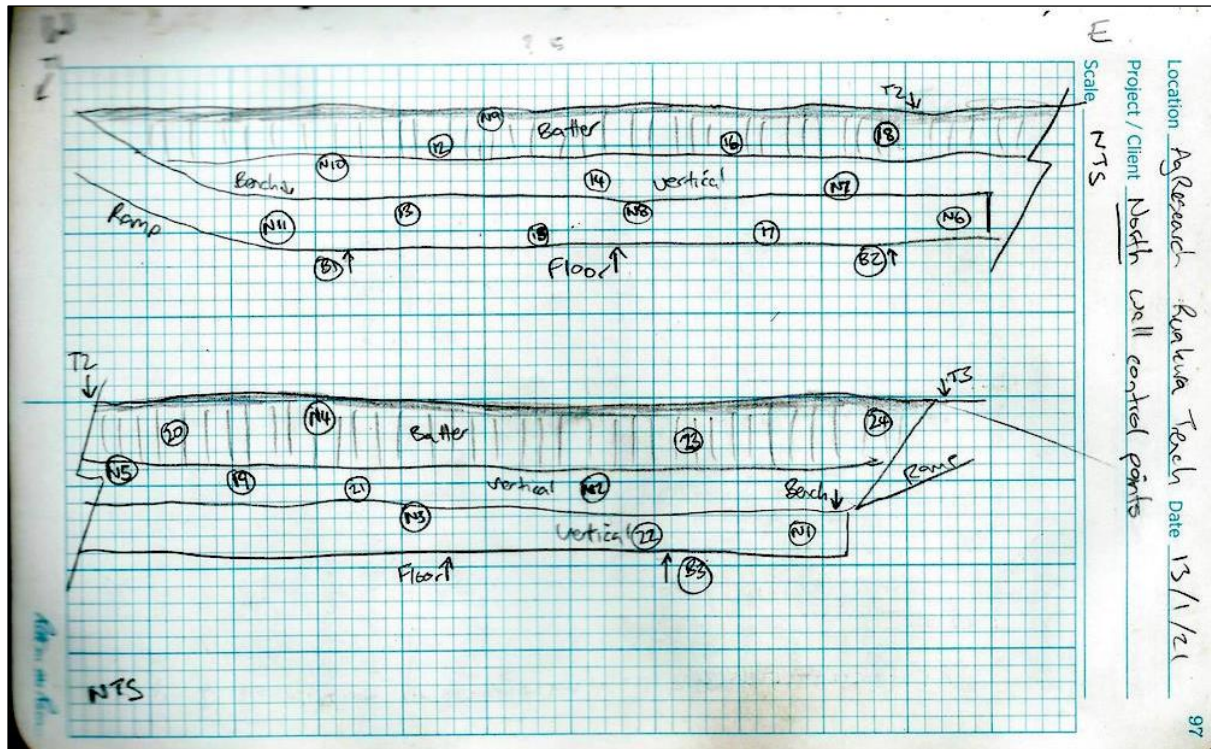 Location AgResearch Ruakura Trench Date 13/1/21
Project / Client North wall control points
Scale NTS
97
E
T2
N9
Batter
12
16
18
N10
Bench
14
Vertical
N7
Ramp
N11
13
15
N8
17
N6
B1
Floor
B2
T2
T3
20
N4
Batter
23
24
N5
19
21
Vertical
N2
Bench
Ramp
N3
Vertical
22
N1
Floor
B3
NTS